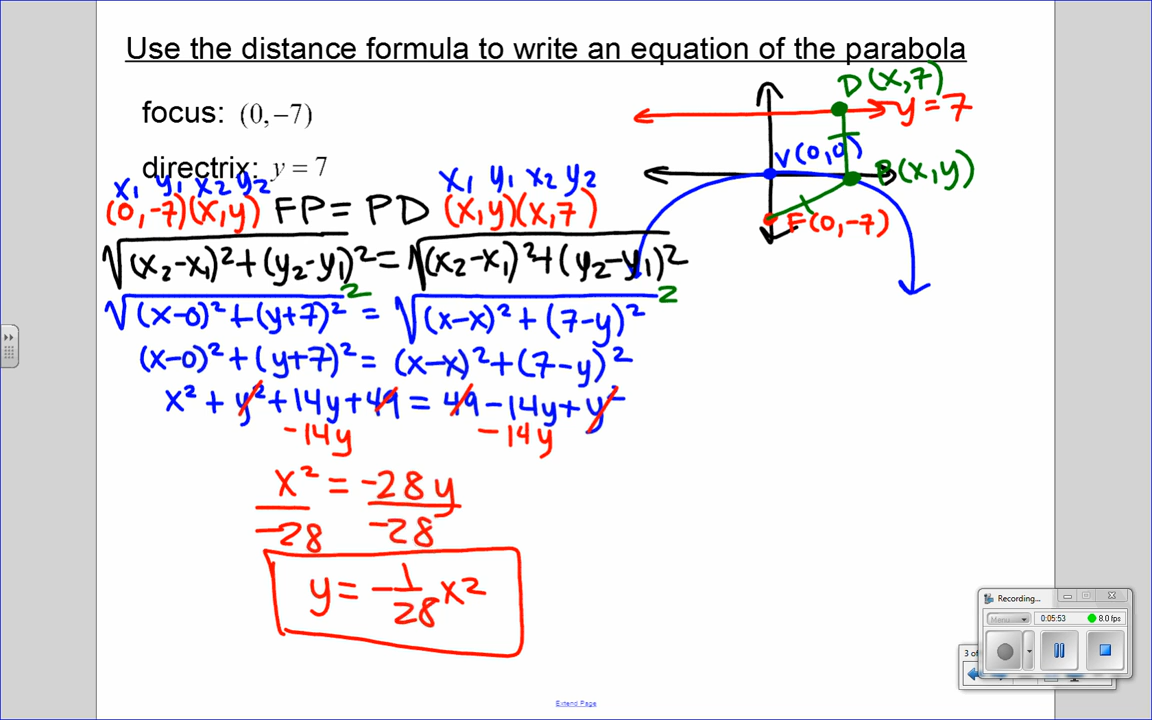 Use the distance formula to write an equation of the parabola
focus: (0, −7)
directrix: y = 7
D(x,7)
y = 7
V(0,0)
P(x,y)
F(0,-7)
x₁ y₁ x₂ y₂ x₁ y₁ x₂ y₂
(0,-7)(x,y) FP = PD (x,y)(x,7)
√(x₂-x₁)²+(y₂-y₁)² = √(x₂-x₁)²+(y₂-y₁)²
√(x-0)²+(y+7)² ² = √(x-x)²+(7-y)² ²
(x-0)²+(y+7)² = (x-x)²+(7-y)²
x² + y² + 14y + 49 = 49 - 14y + y²
-14y -14y
x² = -28y
-28 -28
y = -1/28 x²
Recording...
Menu
0:05:53 8.0 fps
3 of
Extend Page